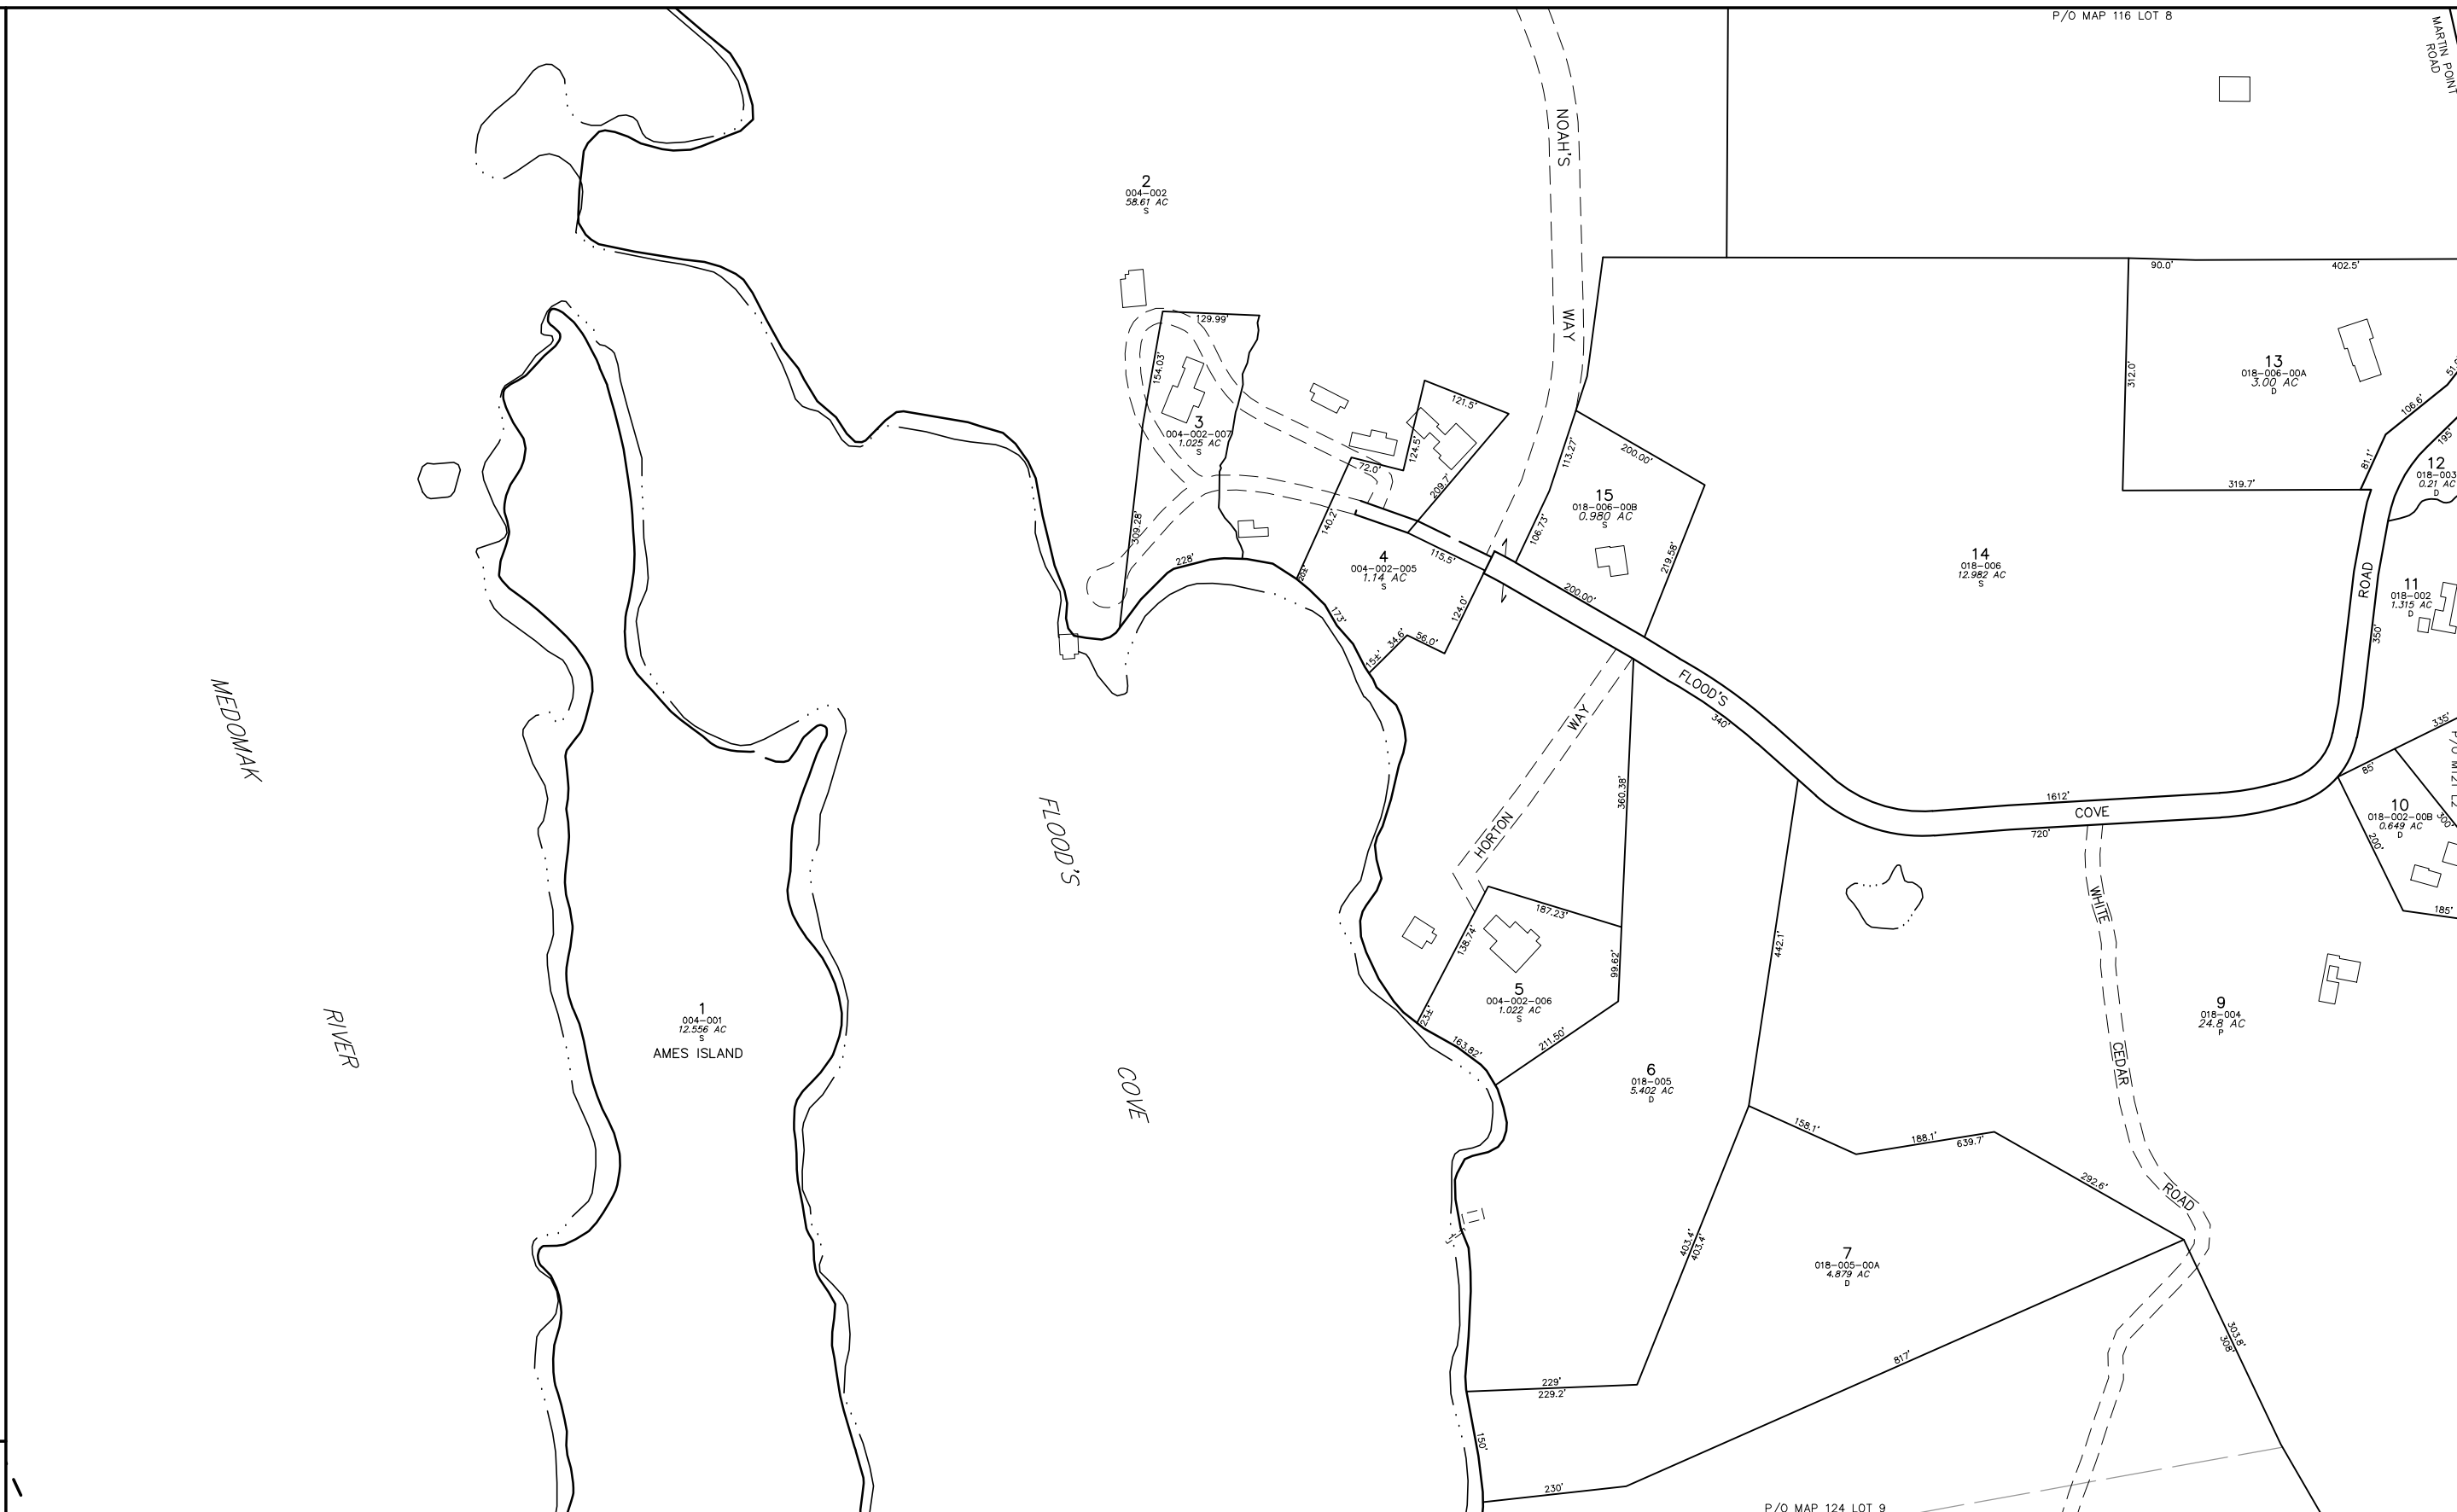 P/O MAP 116 LOT 8
MARTIN POINT
ROAD
NOAH'S
WAY
2
004-002
58.61 AC
S
129.99'
154.03'
3
004-002-007
1.025 AC
S
309.28'
228'
121.5'
124.5'
72.0'
209.7'
140.2'
26±'
4
004-002-005
1.14 AC
S
115.5'
124.0'
173'
15±'
34.6'
56.0'
113.27'
106.73'
200.00'
15
018-006-00B
0.980 AC
S
219.58'
200.00'
90.0'
402.5'
312.0'
13
018-006-00A
3.00 AC
D
106.6'
81.1'
319.7'
195'
12
018-003
0.21 AC
D
14
018-006
12.982 AC
S
ROAD
350'
11
018-002
1.315 AC
D
FLOOD'S
340'
HORTON
WAY
360.38'
1612'
COVE
720'
335'
85'
P/O M121 L2
10
018-002-00B
0.649 AC
D
200'
300'
185'
MEDOMAK
RIVER
FLOOD'S
COVE
1
004-001
12.556 AC
S
AMES ISLAND
187.23'
138.74'
99.62'
5
004-002-006
1.022 AC
S
23±'
163.82'
211.50'
442.1'
WHITE
CEDAR
ROAD
9
018-004
24.8 AC
P
6
018-005
5.402 AC
D
158.1'
188.1'
639.7'
292.6'
403.4'
403.4'
7
018-005-00A
4.879 AC
D
303.8'
308'
817'
229'
229.2'
150'
230'
P/O MAP 124 LOT 9